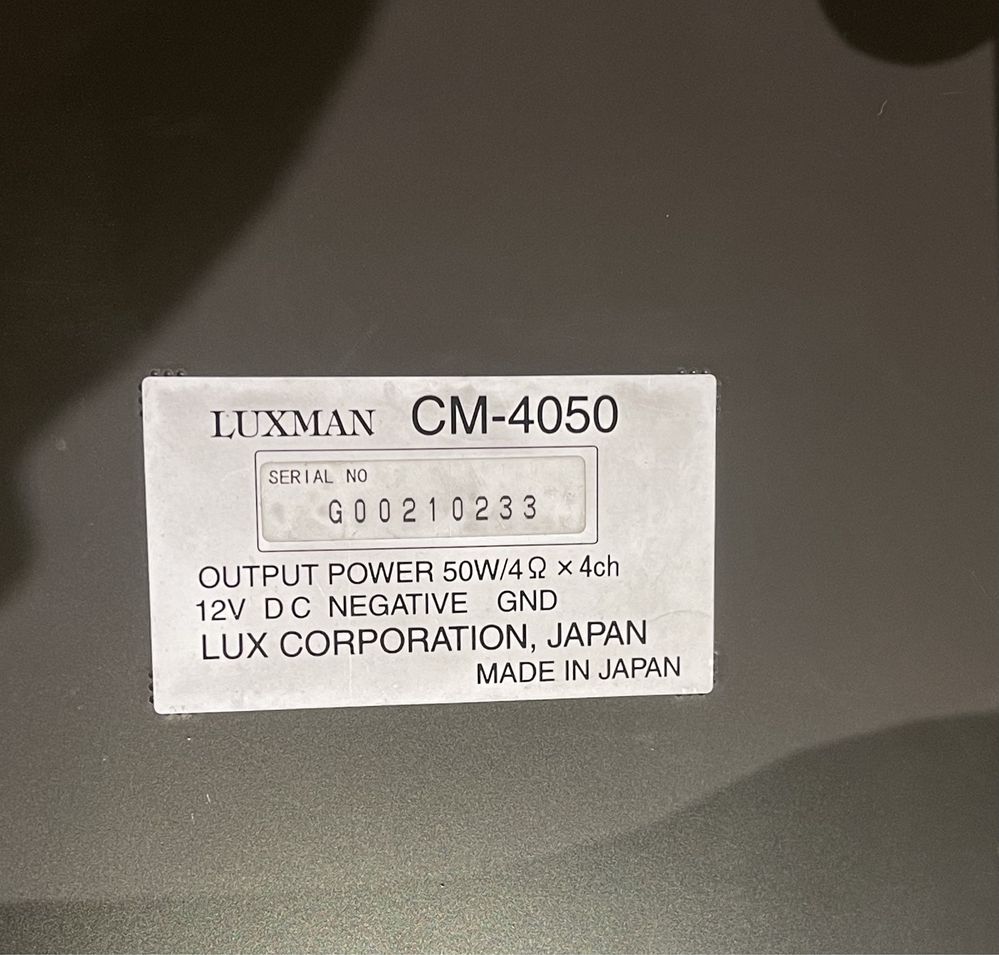 LUXMAN CM-4050
SERIAL NO
G00210233
OUTPUT POWER 50W/4Ω × 4ch
12V DC NEGATIVE GND
LUX CORPORATION, JAPAN
MADE IN JAPAN